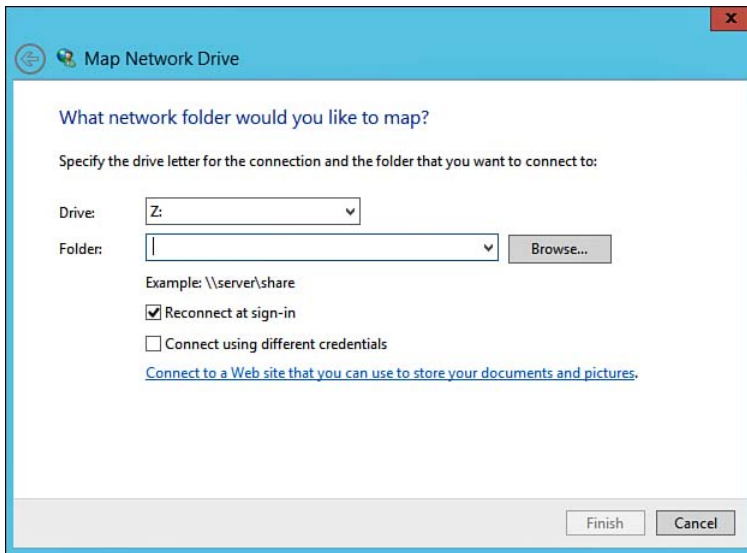 x
Map Network Drive
What network folder would you like to map?
Specify the drive letter for the connection and the folder that you want to connect to:
Drive: Z:
Folder: Browse...
Example: \\server\share
Reconnect at sign-in
Connect using different credentials
Connect to a Web site that you can use to store your documents and pictures.
Finish Cancel